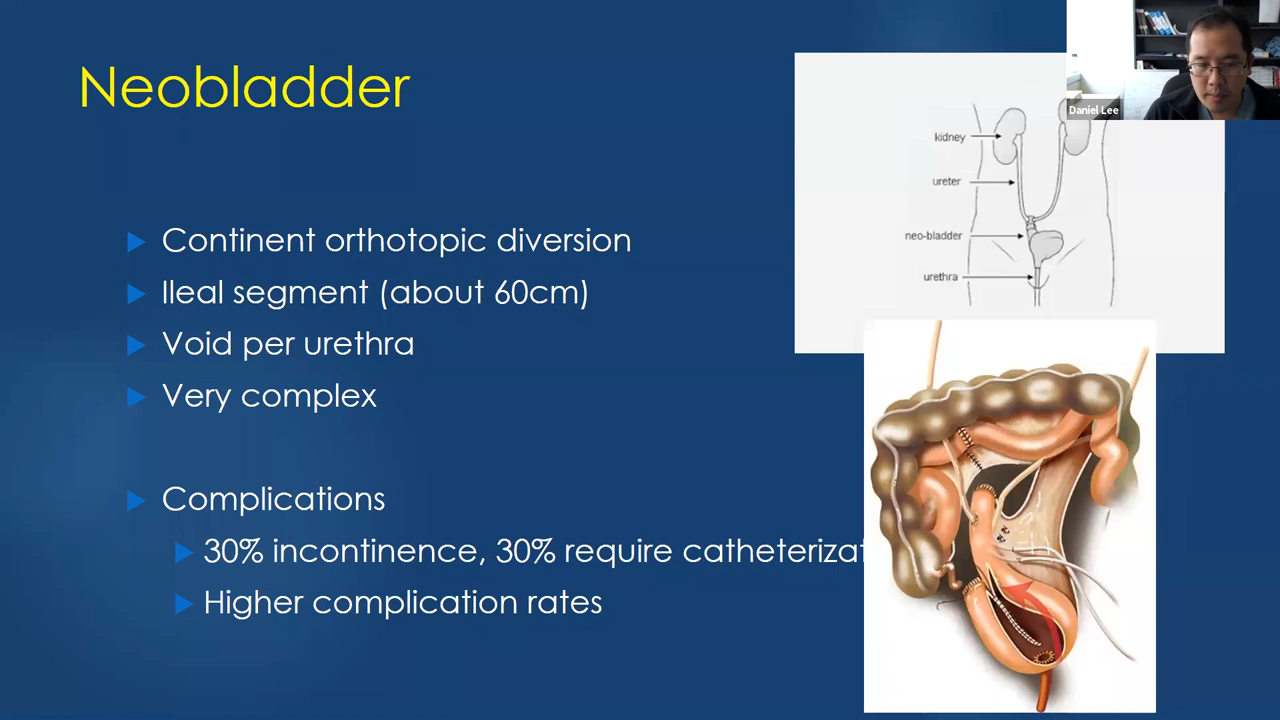 Neobladder
Continent orthotopic diversion
Ileal segment (about 60cm)
Void per urethra
Very complex
Complications
30% incontinence, 30% require catheterizat
Higher complication rates
kidney
ureter
neo-bladder
urethra
Daniel Lee